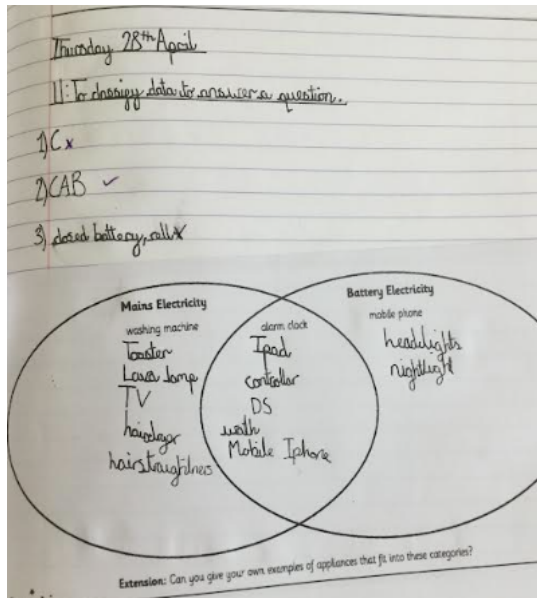 Thursday 28th April
LI: To classify data to answer a question.
1) C x
2) CAB ✓
3) closed battery, cell x
Mains Electricity
washing machine
Toaster
Lava lamp
TV
hairdryer
hairstraightners
alarm clock
Ipad
controller
DS
wath
Mobile Iphone
Battery Electricity
mobile phone
headlights
nightlight
Extension: Can you give your own examples of appliances that fit into these categories?